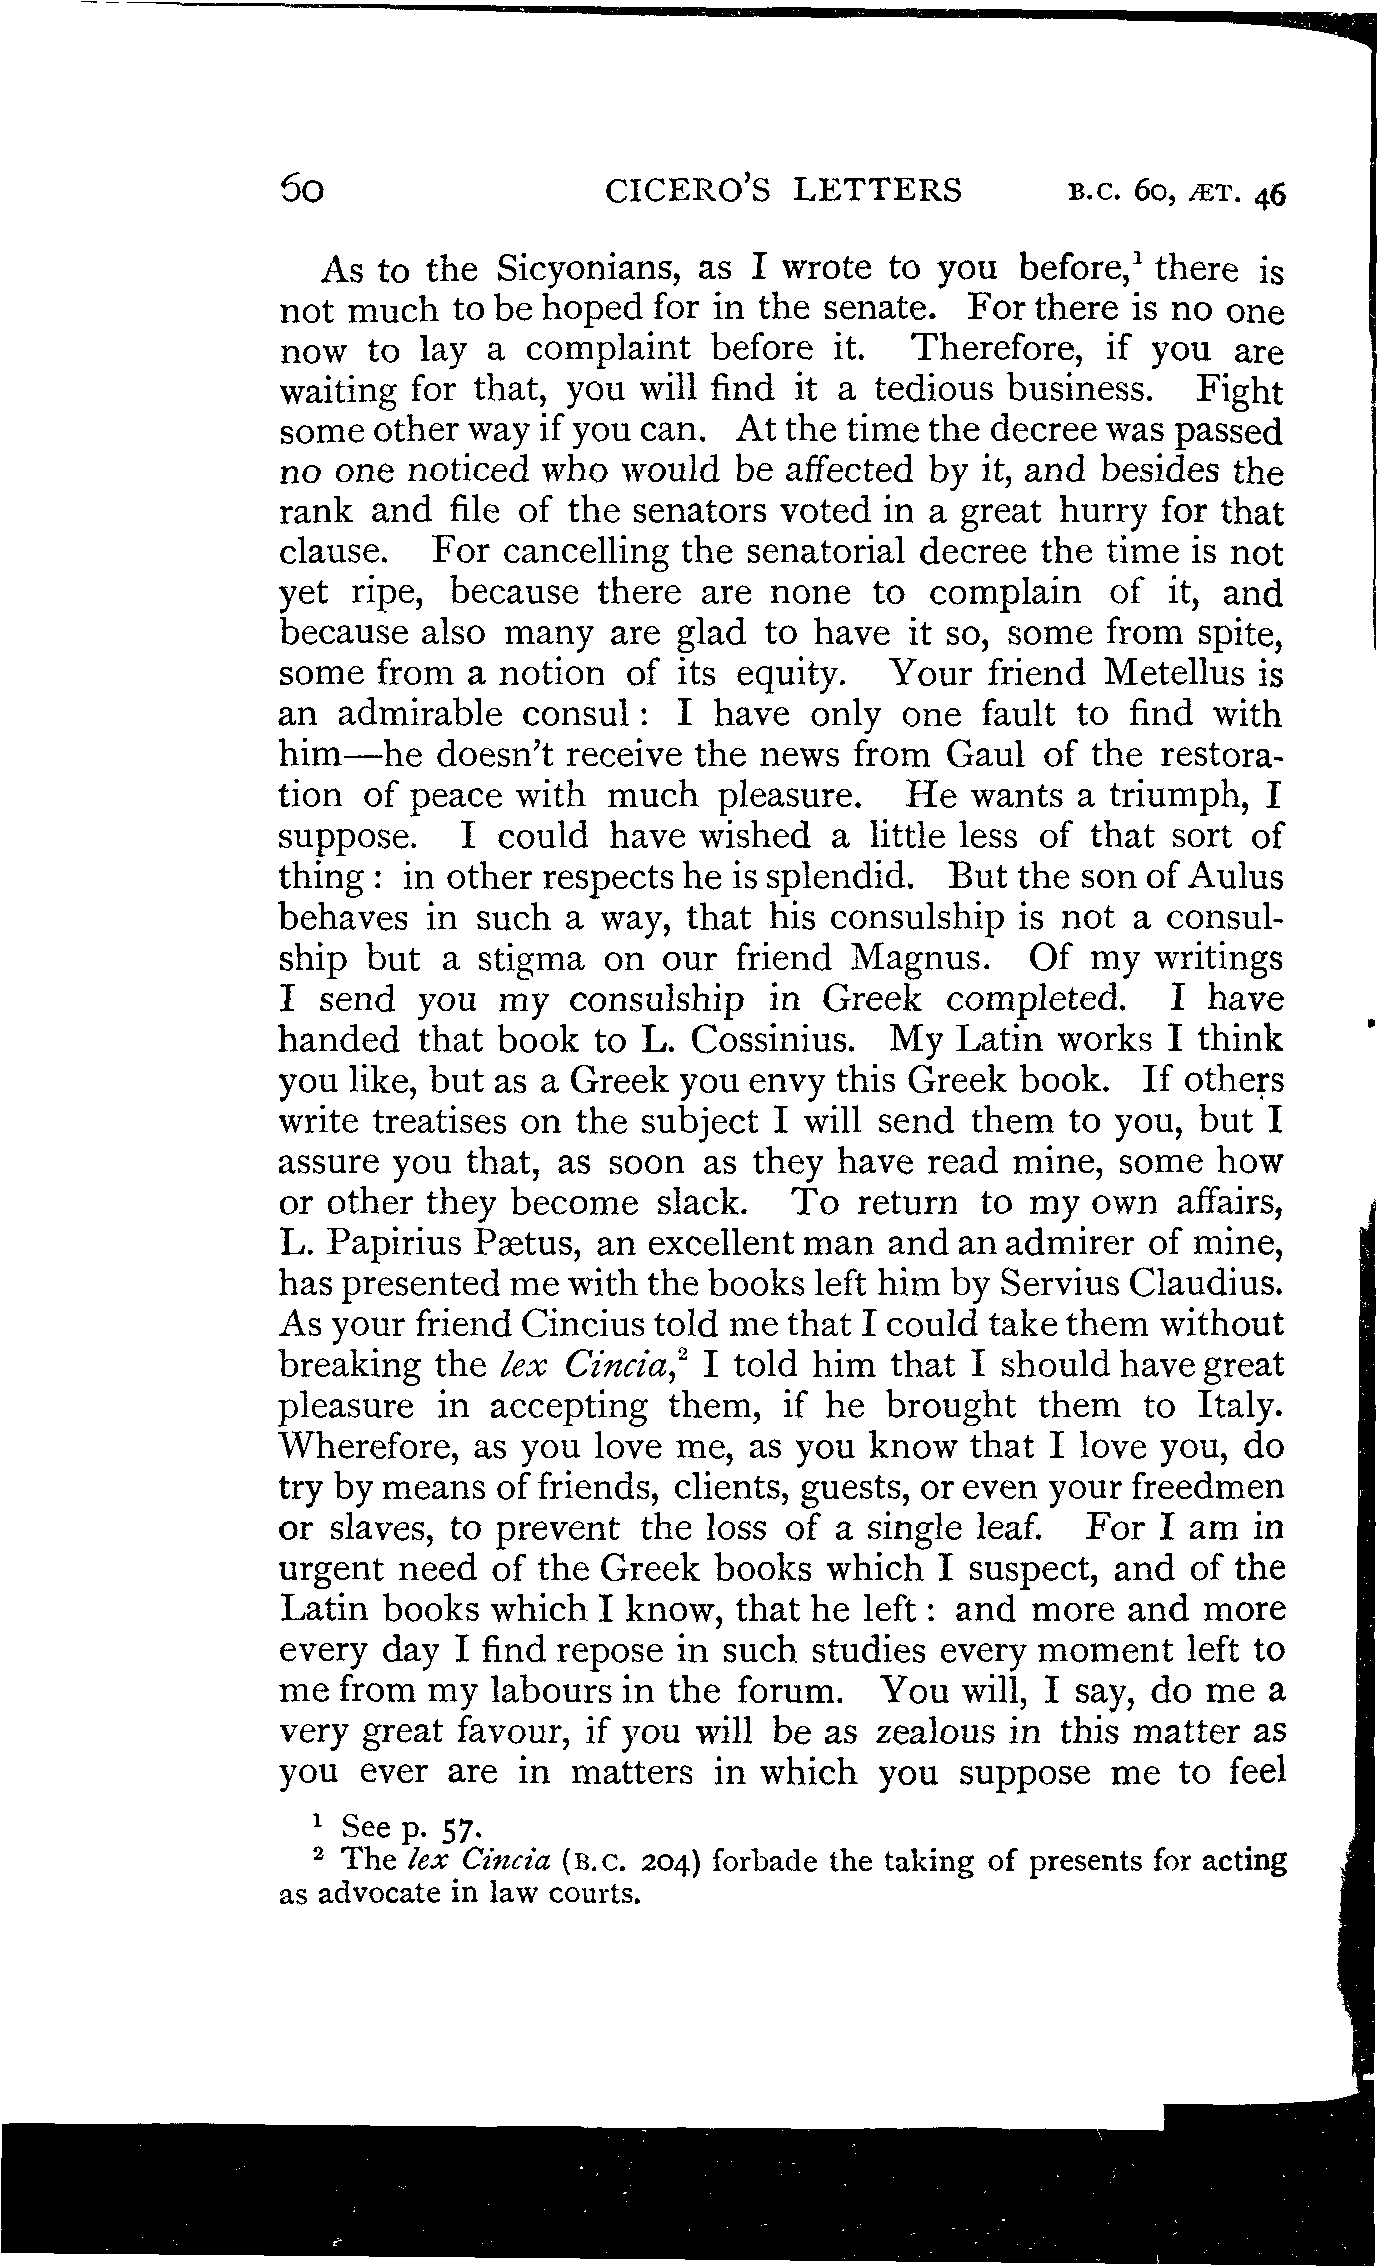 60 CICERO'S LETTERS B.C. 60, ÆT. 46
As to the Sicyonians, as I wrote to you before,¹ there is
not much to be hoped for in the senate. For there is no one
now to lay a complaint before it. Therefore, if you are
waiting for that, you will find it a tedious business. Fight
some other way if you can. At the time the decree was passed
no one noticed who would be affected by it, and besides the
rank and file of the senators voted in a great hurry for that
clause. For cancelling the senatorial decree the time is not
yet ripe, because there are none to complain of it, and
because also many are glad to have it so, some from spite,
some from a notion of its equity. Your friend Metellus is
an admirable consul: I have only one fault to find with
him—he doesn't receive the news from Gaul of the restora-
tion of peace with much pleasure. He wants a triumph, I
suppose. I could have wished a little less of that sort of
thing: in other respects he is splendid. But the son of Aulus
behaves in such a way, that his consulship is not a consul-
ship but a stigma on our friend Magnus. Of my writings
I send you my consulship in Greek completed. I have
handed that book to L. Cossinius. My Latin works I think
you like, but as a Greek you envy this Greek book. If others
write treatises on the subject I will send them to you, but I
assure you that, as soon as they have read mine, some how
or other they become slack. To return to my own affairs,
L. Papirius Pætus, an excellent man and an admirer of mine,
has presented me with the books left him by Servius Claudius.
As your friend Cincius told me that I could take them without
breaking the lex Cincia,² I told him that I should have great
pleasure in accepting them, if he brought them to Italy.
Wherefore, as you love me, as you know that I love you, do
try by means of friends, clients, guests, or even your freedmen
or slaves, to prevent the loss of a single leaf. For I am in
urgent need of the Greek books which I suspect, and of the
Latin books which I know, that he left: and more and more
every day I find repose in such studies every moment left to
me from my labours in the forum. You will, I say, do me a
very great favour, if you will be as zealous in this matter as
you ever are in matters in which you suppose me to feel
¹ See p. 57.
² The lex Cincia (B.C. 204) forbade the taking of presents for acting
as advocate in law courts.